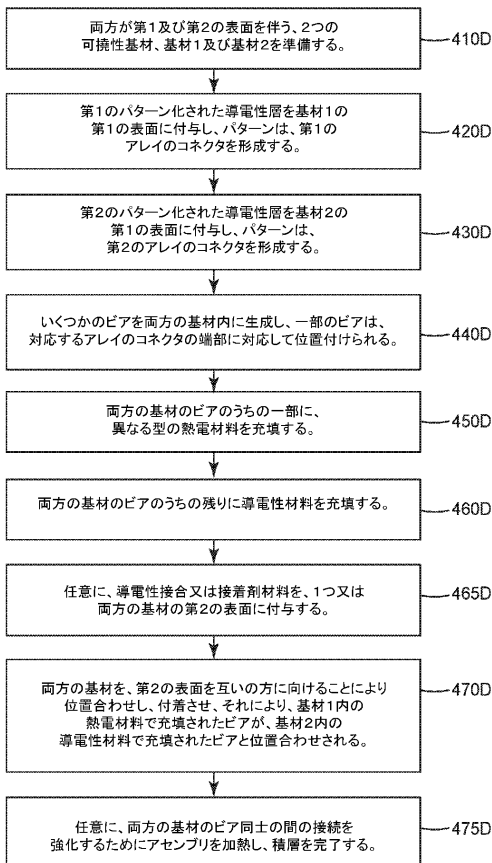 両方が第1及び第2の表面を伴う、2つの
可撓性基材、基材1及び基材2を準備する。
410D
第1のパターン化された導電性層を基材1の
第1の表面に付与し、パターンは、第1の
アレイのコネクタを形成する。
420D
第2のパターン化された導電性層を基材2の
第1の表面に付与し、パターンは、
第2のアレイのコネクタを形成する。
430D
いくつかのビアを両方の基材内に生成し、一部のビアは、
対応するアレイのコネクタの端部に対応して位置付けられる。
440D
両方の基材のビアのうちの一部に、
異なる型の熱電材料を充填する。
450D
両方の基材のビアのうちの残りに導電性材料を充填する。
460D
任意に、導電性接合又は接着剤材料を、1つ又は
両方の基材の第2の表面に付与する。
465D
両方の基材を、第2の表面を互いの方に向けることにより
位置合わせし、付着させ、それにより、基材1内の
熱電材料で充填されたビアが、基材2内の
導電性材料で充填されたビアと位置合わせされる。
470D
任意に、両方の基材のビア同士の間の接続を
強化するためにアセンブリを加熱し、積層を完了する。
475D